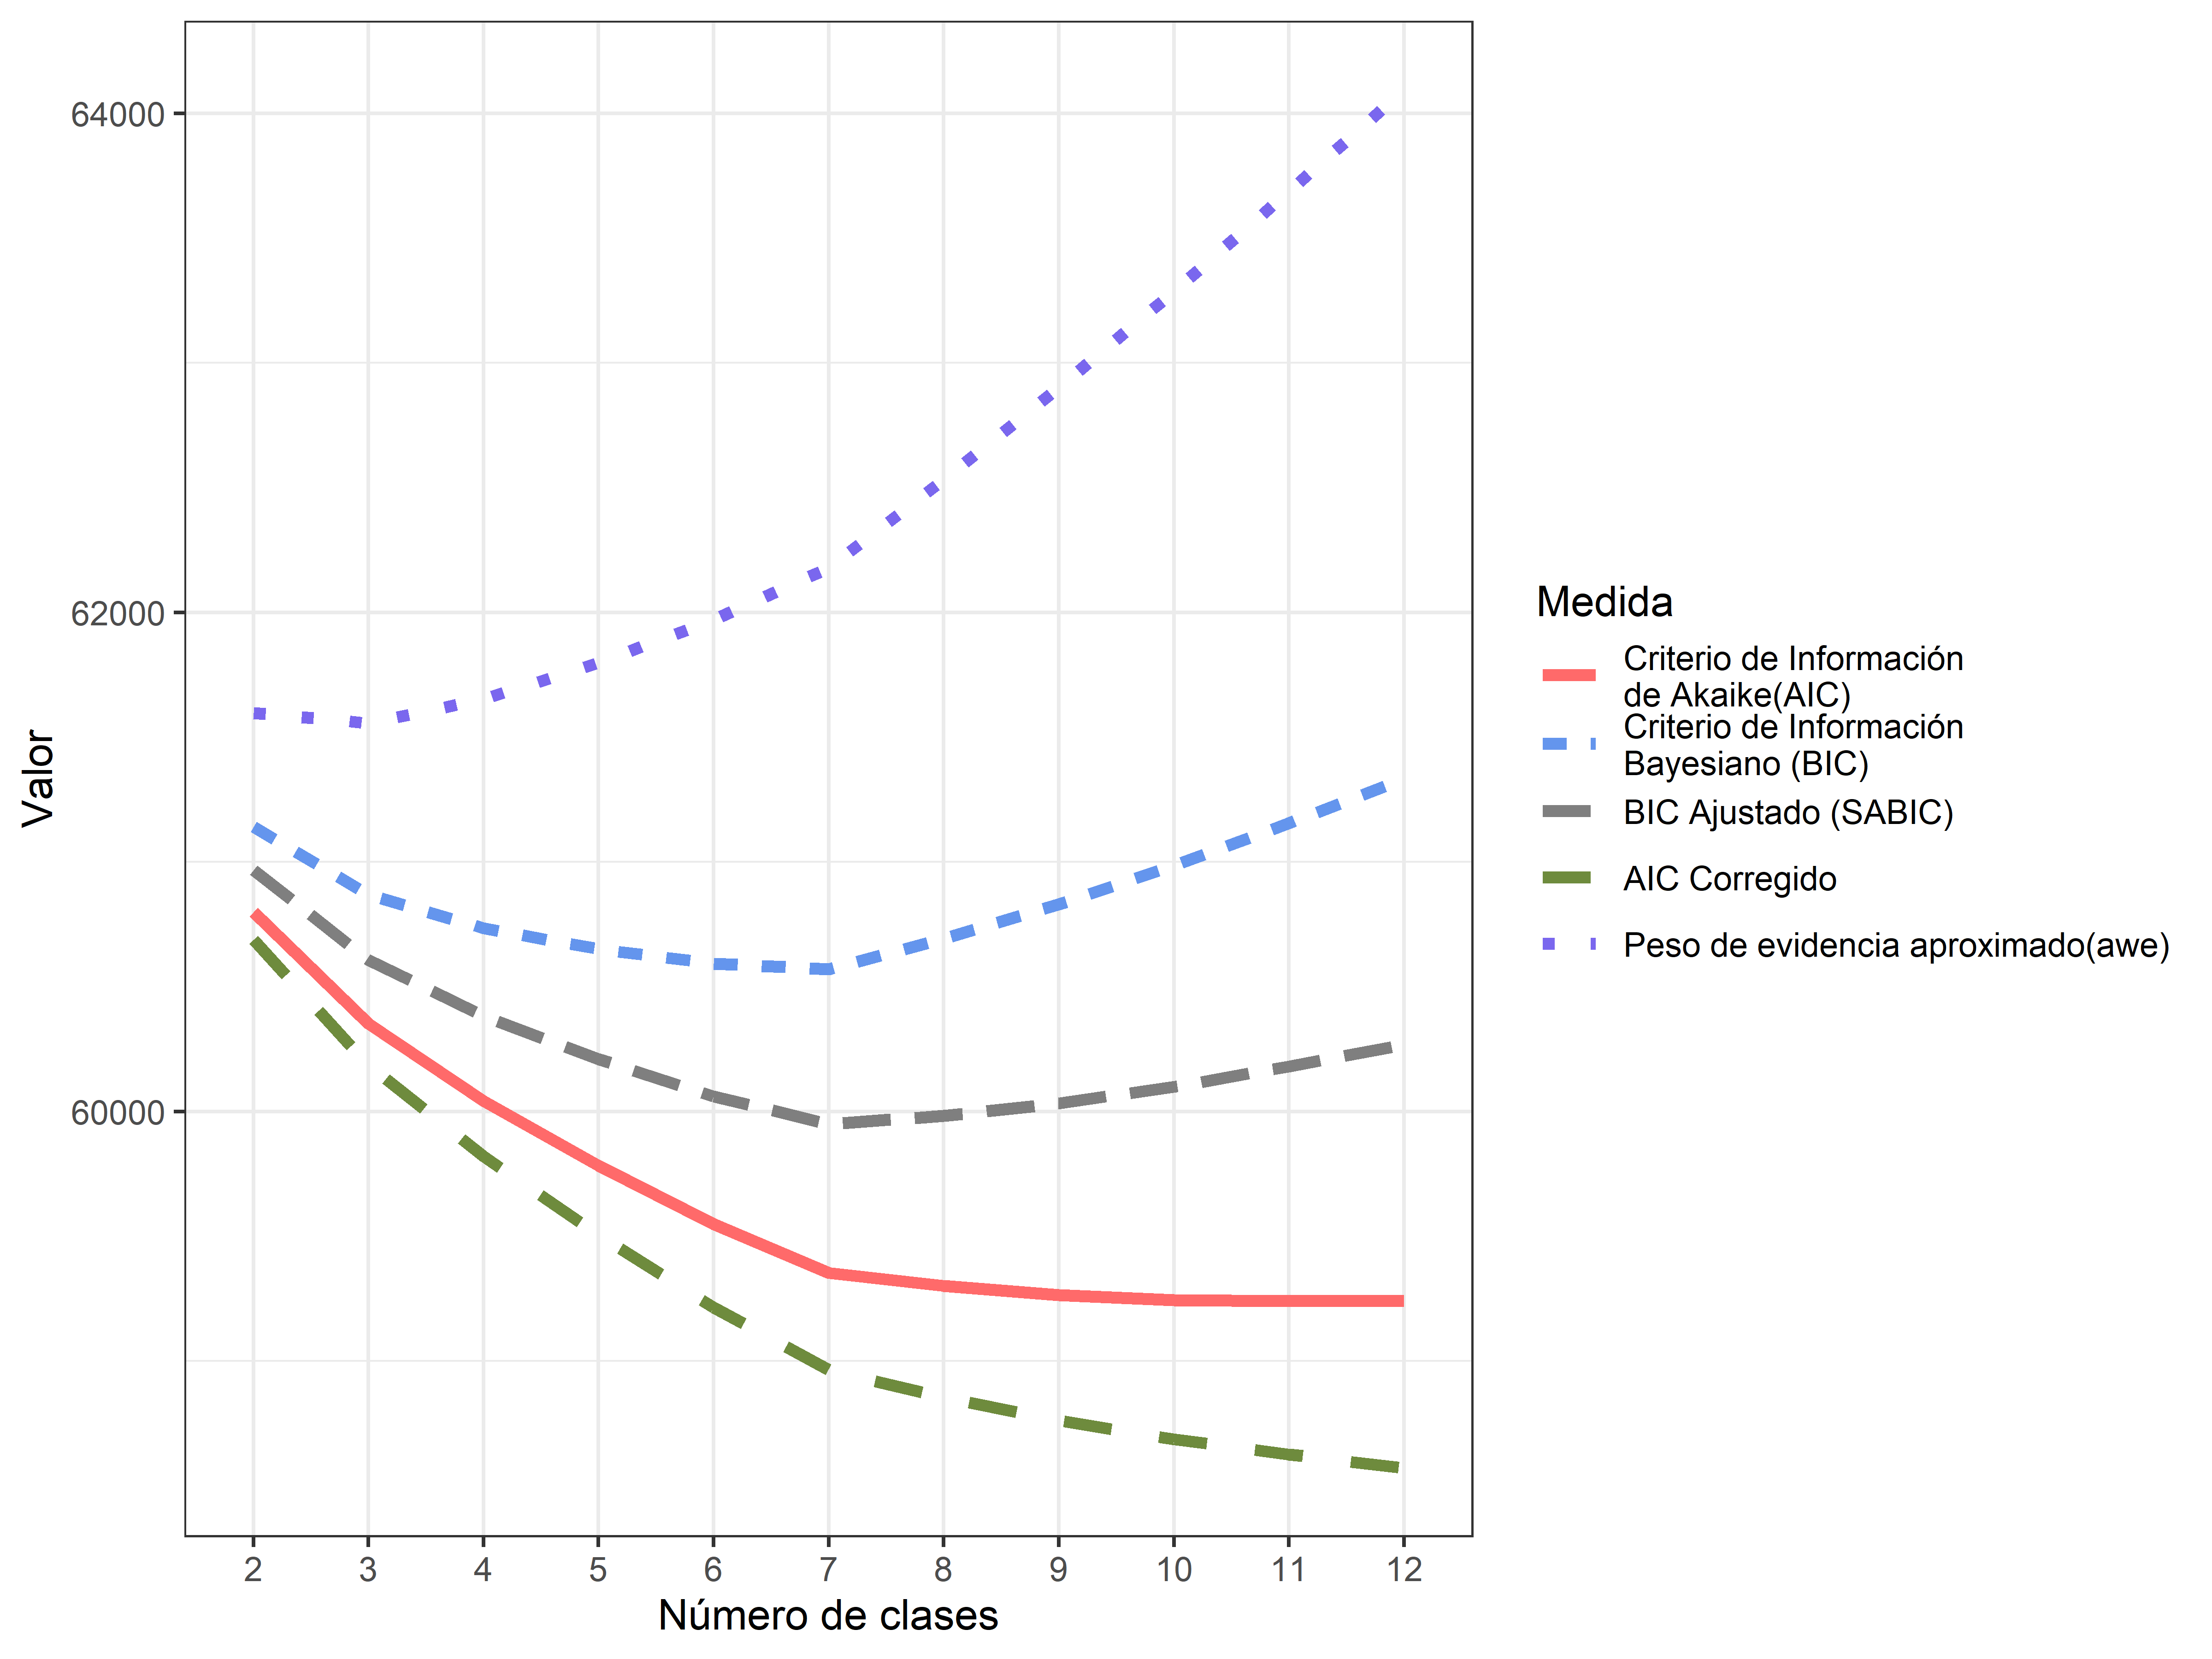 64000
62000
60000
Valor
2 3 4 5 6 7 8 9 10 11 12
Número de clases
Medida
Criterio de Información
de Akaike(AIC)
Criterio de Información
Bayesiano (BIC)
BIC Ajustado (SABIC)
AIC Corregido
Peso de evidencia aproximado(awe)